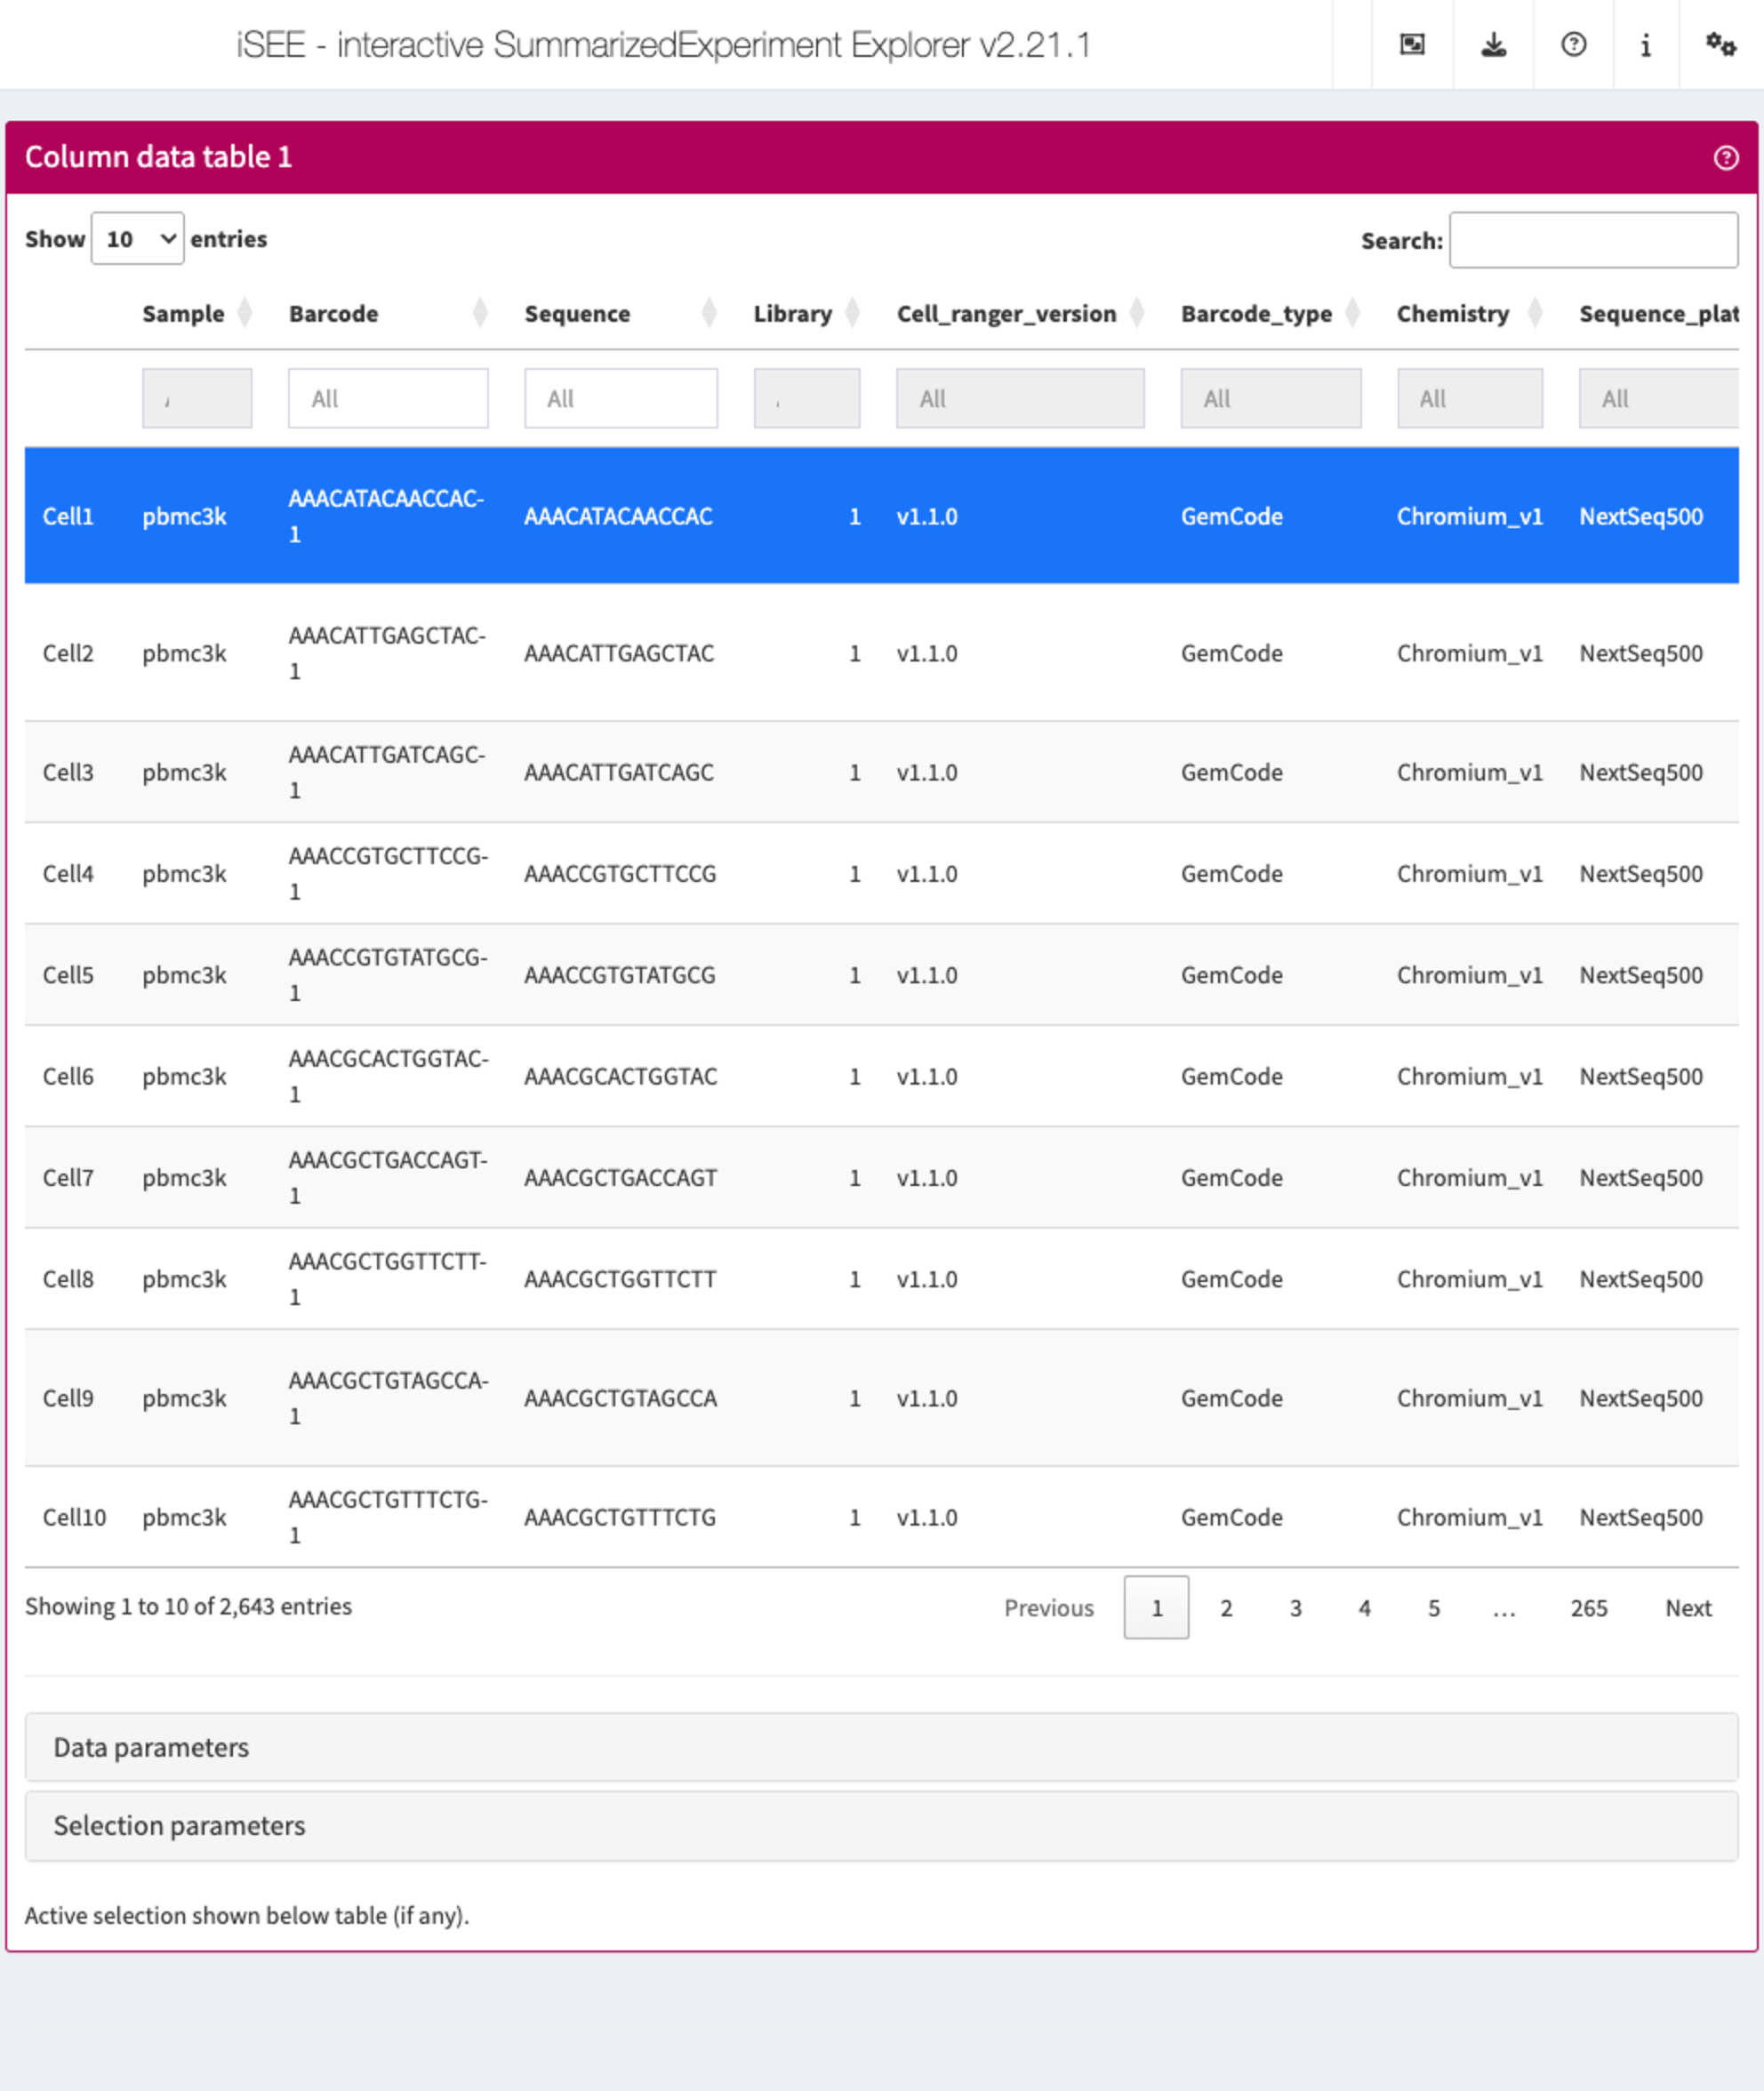 iSEE - interactive SummarizedExperiment Explorer v2.21.1
Column data table 1
Show 10 entries Search:
Sample Barcode Sequence Library Cell_ranger_version Barcode_type Chemistry Sequence_plat
All All All All All All
Cell1 pbmc3k AAACATACAACCAC-1 AAACATACAACCAC 1 v1.1.0 GemCode Chromium_v1 NextSeq500
Cell2 pbmc3k AAACATTGAGCTAC-1 AAACATTGAGCTAC 1 v1.1.0 GemCode Chromium_v1 NextSeq500
Cell3 pbmc3k AAACATTGATCAGC-1 AAACATTGATCAGC 1 v1.1.0 GemCode Chromium_v1 NextSeq500
Cell4 pbmc3k AAACCGTGCTTCCG-1 AAACCGTGCTTCCG 1 v1.1.0 GemCode Chromium_v1 NextSeq500
Cell5 pbmc3k AAACCGTGTATGCG-1 AAACCGTGTATGCG 1 v1.1.0 GemCode Chromium_v1 NextSeq500
Cell6 pbmc3k AAACGCACTGGTAC-1 AAACGCACTGGTAC 1 v1.1.0 GemCode Chromium_v1 NextSeq500
Cell7 pbmc3k AAACGCTGACCAGT-1 AAACGCTGACCAGT 1 v1.1.0 GemCode Chromium_v1 NextSeq500
Cell8 pbmc3k AAACGCTGGTTCTT-1 AAACGCTGGTTCTT 1 v1.1.0 GemCode Chromium_v1 NextSeq500
Cell9 pbmc3k AAACGCTGTAGCCA-1 AAACGCTGTAGCCA 1 v1.1.0 GemCode Chromium_v1 NextSeq500
Cell10 pbmc3k AAACGCTGTTTCTG-1 AAACGCTGTTTCTG 1 v1.1.0 GemCode Chromium_v1 NextSeq500
Showing 1 to 10 of 2,643 entries Previous 1 2 3 4 5 … 265 Next
Data parameters
Selection parameters
Active selection shown below table (if any).